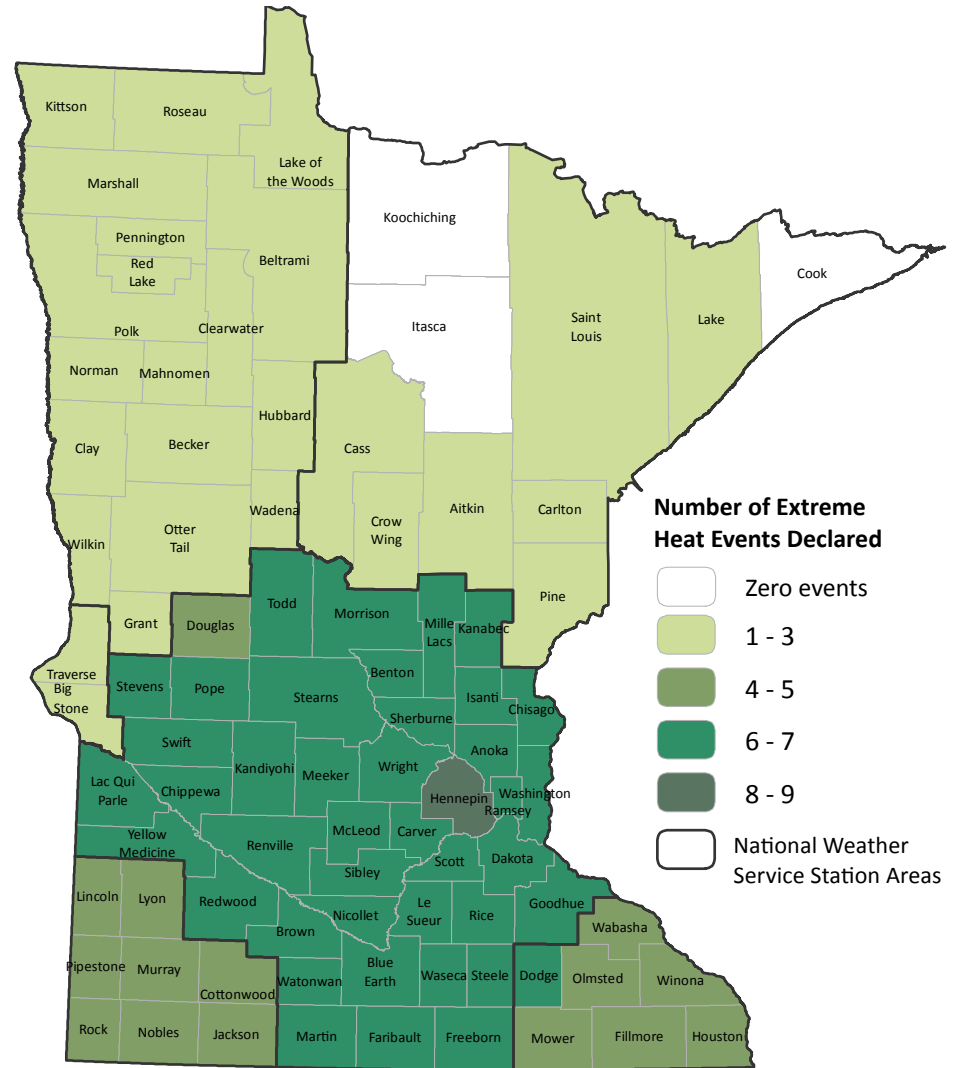 Kittson
Roseau
Lake of
the Woods
Marshall
Koochiching
Pennington
Red
Lake
Beltrami
Cook
Polk
Clearwater
Itasca
Saint
Louis
Lake
Norman
Mahnomen
Hubbard
Clay
Becker
Cass
Wadena
Aitkin
Carlton
Crow
Wing
Otter
Tail
Wilkin
Number of Extreme
Heat Events Declared
Zero events
1 - 3
4 - 5
6 - 7
8 - 9
National Weather
Service Station Areas
Pine
Todd
Morrison
Grant
Douglas
Mille
Lacs
Kanabec
Traverse
Big
Stone
Stevens
Pope
Stearns
Benton
Isanti
Chisago
Sherburne
Swift
Anoka
Kandiyohi
Meeker
Wright
Lac Qui
Parle
Chippewa
Hennepin
Washington
Ramsey
Yellow
Medicine
Renville
McLeod
Carver
Scott
Dakota
Sibley
Lincoln
Lyon
Redwood
Nicollet
Le
Sueur
Rice
Goodhue
Brown
Wabasha
Pipestone
Murray
Cottonwood
Watonwan
Blue
Earth
Waseca
Steele
Dodge
Olmsted
Winona
Rock
Nobles
Jackson
Martin
Faribault
Freeborn
Mower
Fillmore
Houston